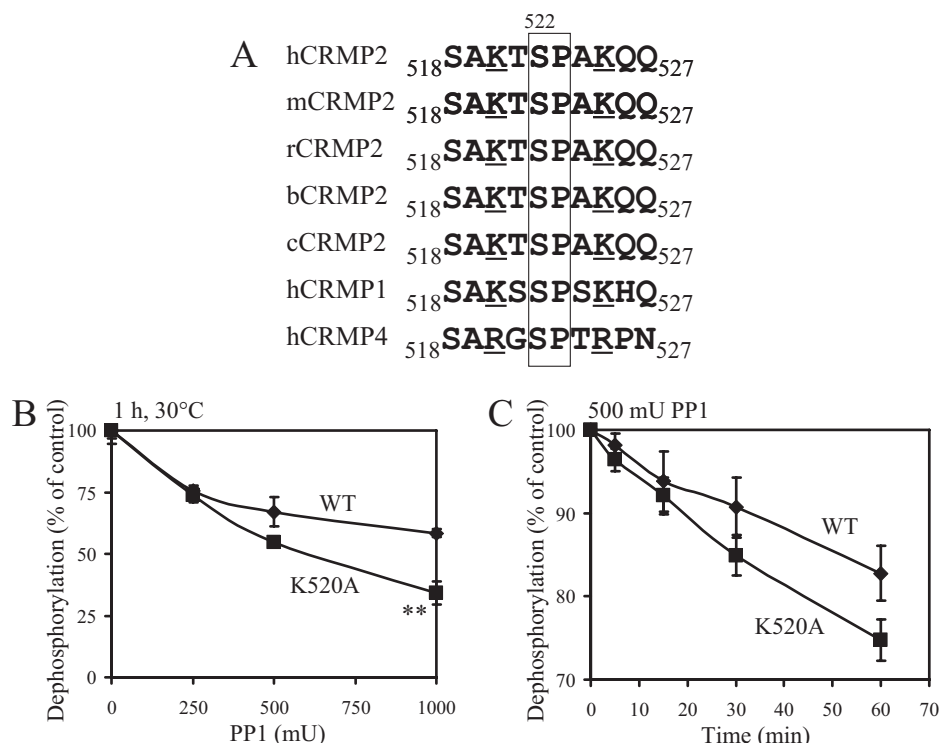 A
522
hCRMP2 518SAKTSPAKQQ527
mCRMP2 518SAKTSPAKQQ527
rCRMP2 518SAKTSPAKQQ527
bCRMP2 518SAKTSPAKQQ527
cCRMP2 518SAKTSPAKQQ527
hCRMP1 518SAKSSPSKHQ527
hCRMP4 518SARGSPTRPN527
B
1 h, 30°C
Dephosphorylation (% of control)
100
75
50
25
0
WT
K520A
**
0 250 500 750 1000
PP1 (mU)
C
500 mU PP1
Dephosphorylation (% of control)
100
90
80
70
WT
K520A
0 10 20 30 40 50 60 70
Time (min)